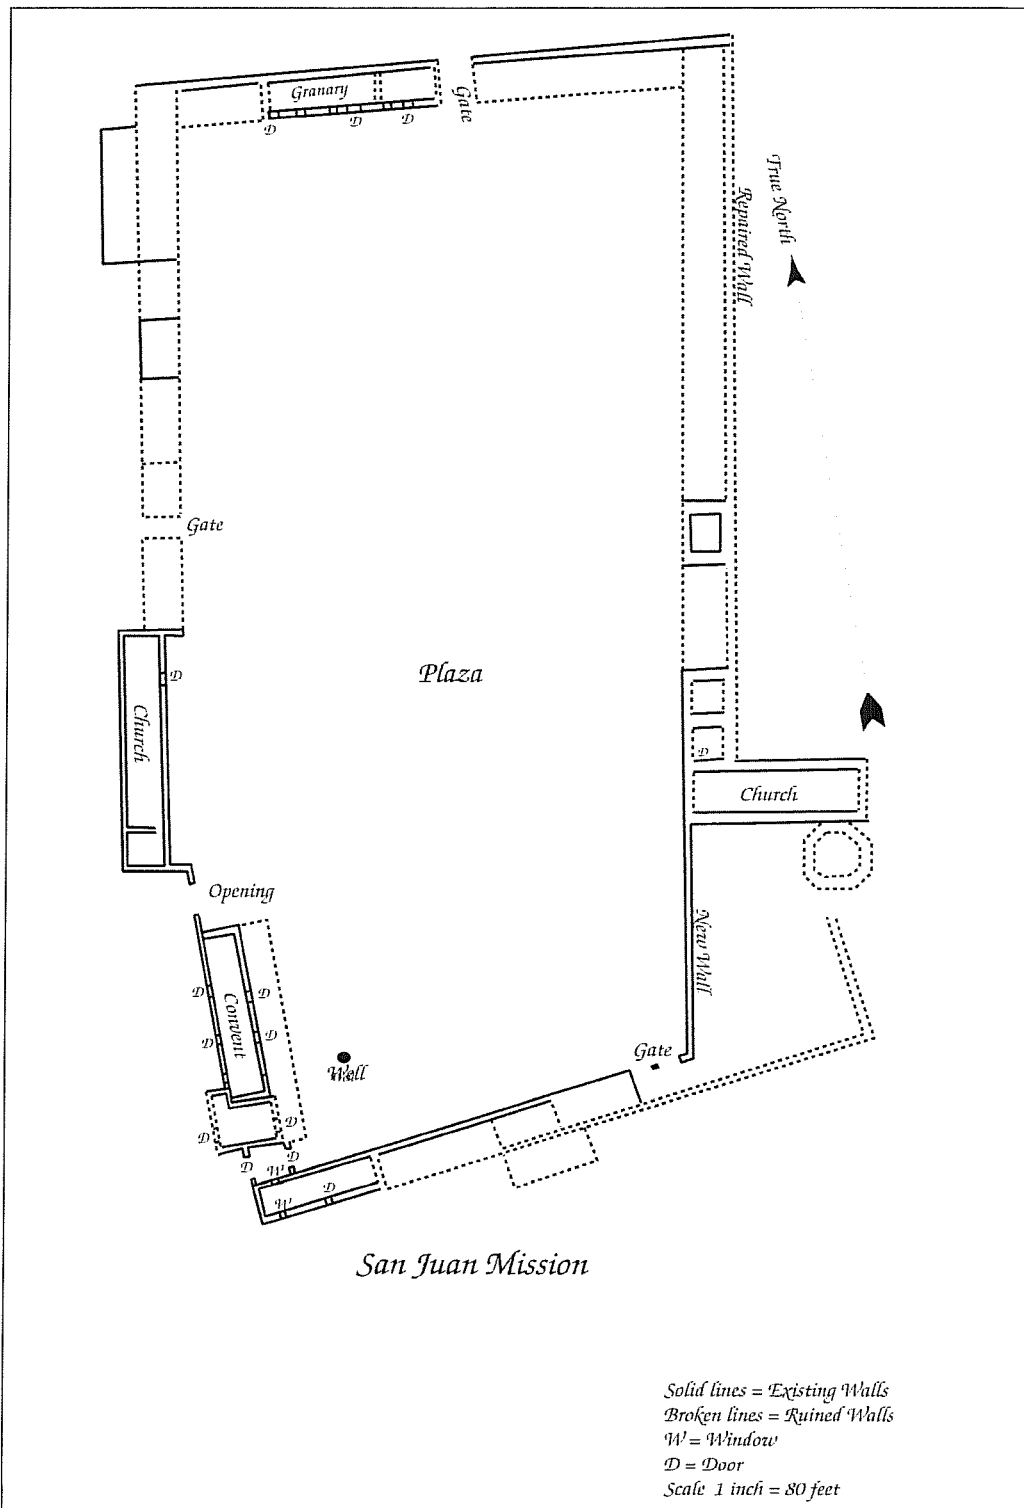 Granary
D
D
D
Gate
True North
Repaired Wall
Gate
Plaza
D
Church
D
Church
Opening
New Wall
D
D
Convent
D
D
Gate
Well
D
D
D
D
W
D
W
San Juan Mission
Solid lines = Existing Walls
Broken lines = Ruined Walls
W = Window
D = Door
Scale 1 inch = 80 feet